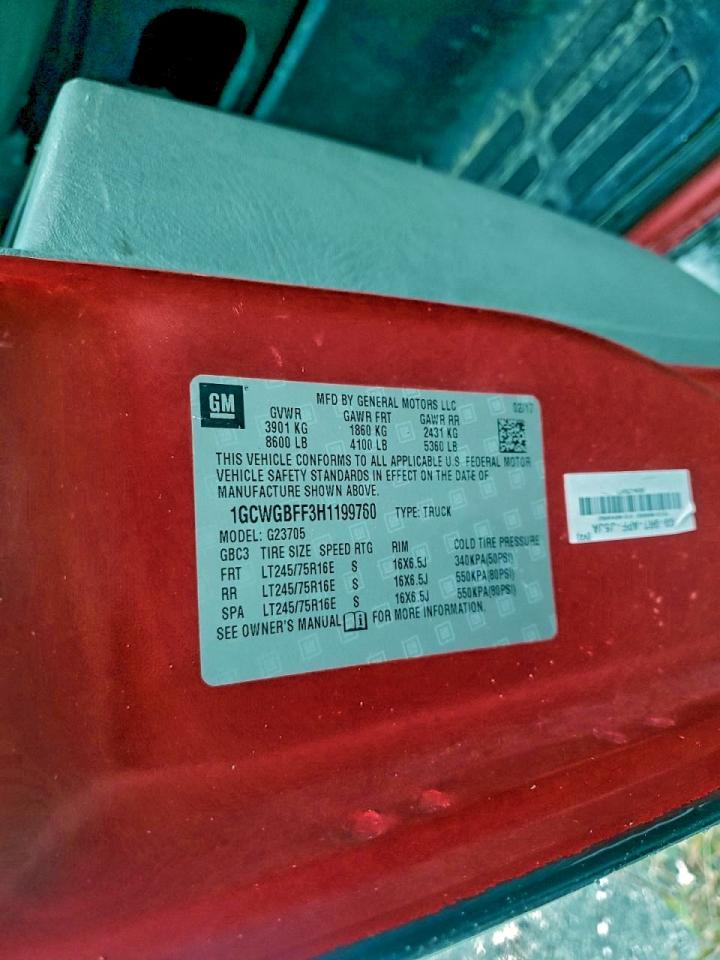 GM
MFD BY GENERAL MOTORS LLC 02/17
GVWR GAWR FRT GAWR RR
3901 KG 1860 KG 2431 KG
8600 LB 4100 LB 5360 LB
THIS VEHICLE CONFORMS TO ALL APPLICABLE U.S. FEDERAL MOTOR
VEHICLE SAFETY STANDARDS IN EFFECT ON THE DATE OF
MANUFACTURE SHOWN ABOVE.
1GCWGBFF3H1199760 TYPE: TRUCK
MODEL: G23705
GBC3 TIRE SIZE SPEED RTG RIM COLD TIRE PRESSURE
FRT LT245/75R16E S 16X6.5J 340KPA(50PSI)
RR LT245/75R16E S 16X6.5J 550KPA(80PSI)
SPA LT245/75R16E S 16X6.5J 550KPA(80PSI)
SEE OWNER'S MANUAL FOR MORE INFORMATION.